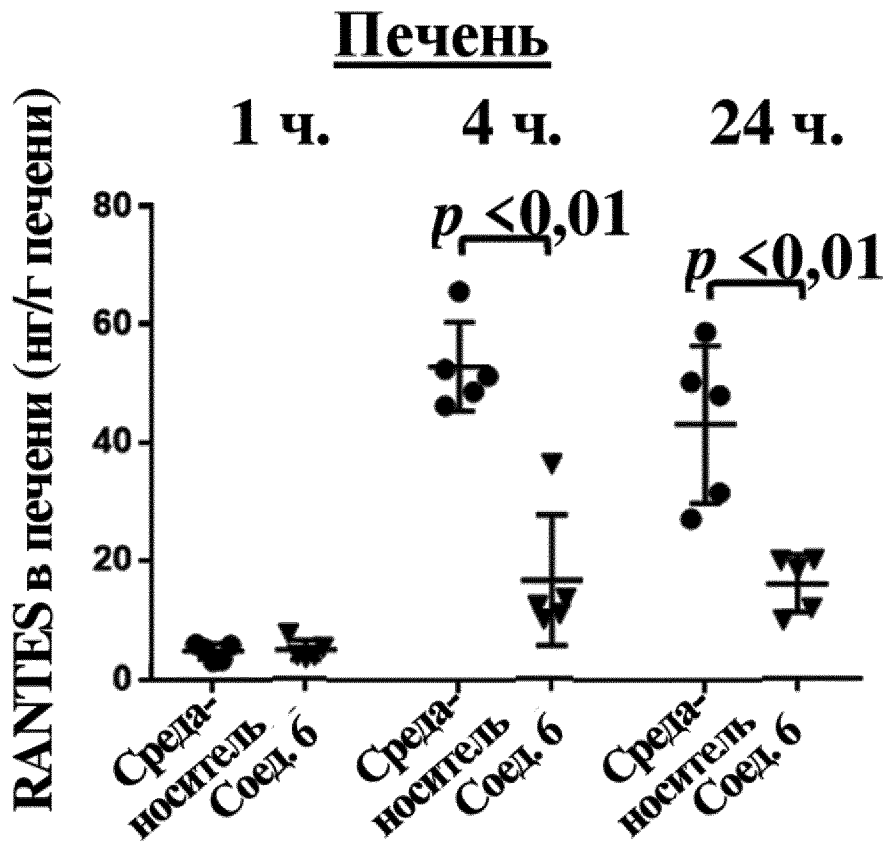 Печень
1 ч.
4 ч.
24 ч.
RANTES в печени (нг/г печени)
80
60
40
20
0
p <0,01
p <0,01
Среда-
носитель
Соед. 6
Среда-
носитель
Соед. 6
Среда-
носитель
Соед. 6